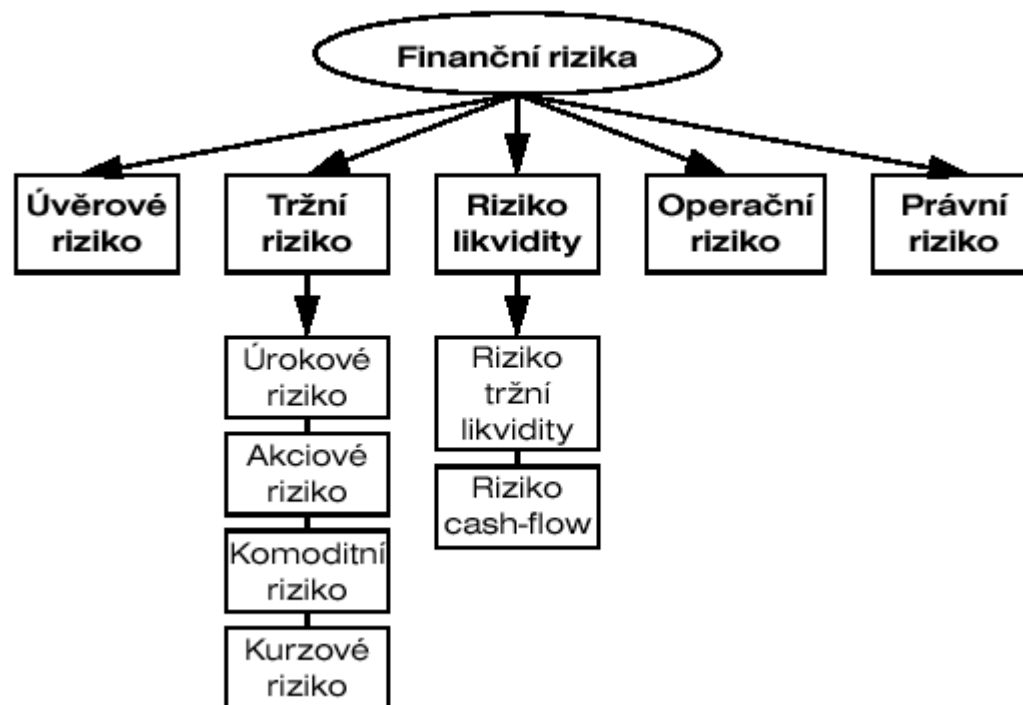 Finanční rizika
Úvěrové
riziko
Tržní
riziko
Riziko
likvidity
Operační
riziko
Právní
riziko
Úrokové
riziko
Akciové
riziko
Komoditní
riziko
Kurzové
riziko
Riziko
tržní
likvidity
Riziko
cash-flow